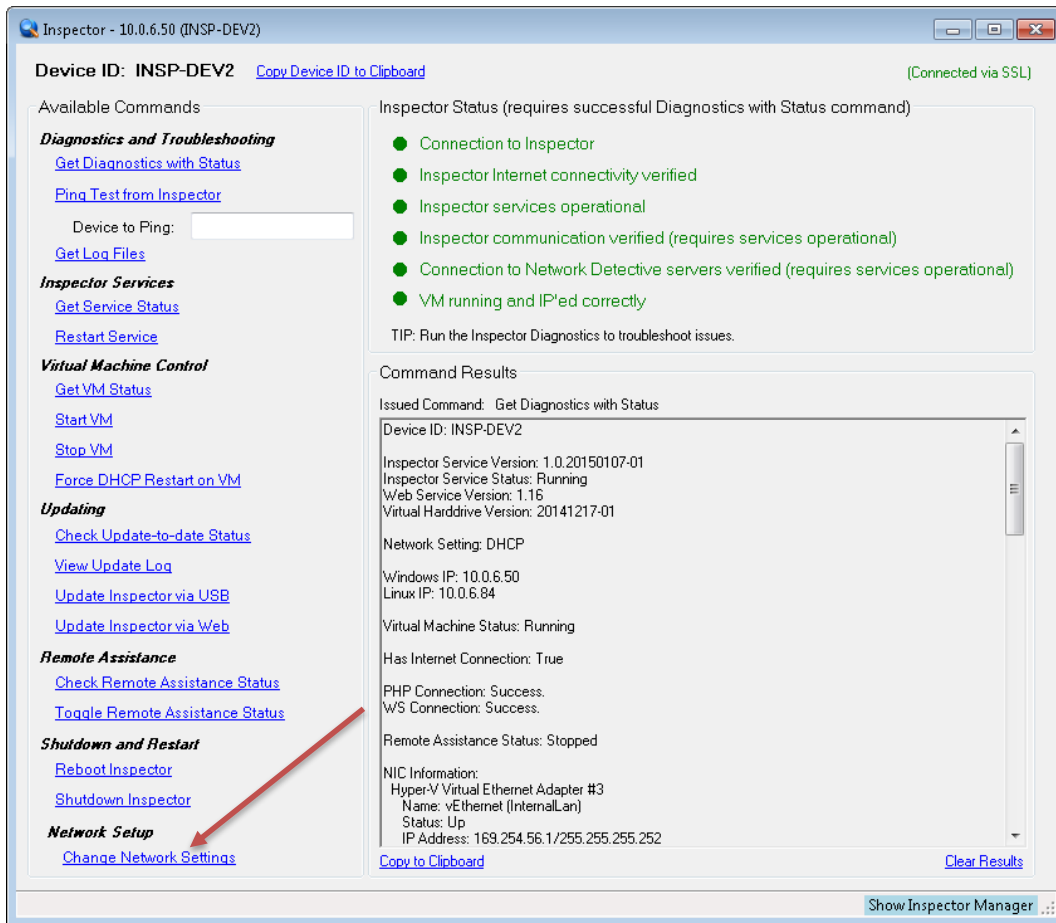 Inspector - 10.0.6.50 (INSP-DEV2)
Device ID: INSP-DEV2 Copy Device ID to Clipboard (Connected via SSL)
Available Commands
Diagnostics and Troubleshooting
Get Diagnostics with Status
Ping Test from Inspector
Device to Ping:
Get Log Files
Inspector Services
Get Service Status
Restart Service
Virtual Machine Control
Get VM Status
Start VM
Stop VM
Force DHCP Restart on VM
Updating
Check Update-to-date Status
View Update Log
Update Inspector via USB
Update Inspector via Web
Remote Assistance
Check Remote Assistance Status
Toggle Remote Assistance Status
Shutdown and Restart
Reboot Inspector
Shutdown Inspector
Network Setup
Change Network Settings
Inspector Status (requires successful Diagnostics with Status command)
Connection to Inspector
Inspector Internet connectivity verified
Inspector services operational
Inspector communication verified (requires services operational)
Connection to Network Detective servers verified (requires services operational)
VM running and IP'ed correctly
TIP: Run the Inspector Diagnostics to troubleshoot issues.
Command Results
Issued Command: Get Diagnostics with Status
Device ID: INSP-DEV2
Inspector Service Version: 1.0.20150107-01
Inspector Service Status: Running
Web Service Version: 1.16
Virtual Harddrive Version: 20141217-01
Network Setting: DHCP
Windows IP: 10.0.6.50
Linux IP: 10.0.6.84
Virtual Machine Status: Running
Has Internet Connection: True
PHP Connection: Success.
WS Connection: Success.
Remote Assistance Status: Stopped
NIC Information:
Hyper-V Virtual Ethernet Adapter #3
Name: vEthernet (InternalLan)
Status: Up
IP Address: 169.254.56.1/255.255.255.252
Copy to Clipboard Clear Results
Show Inspector Manager